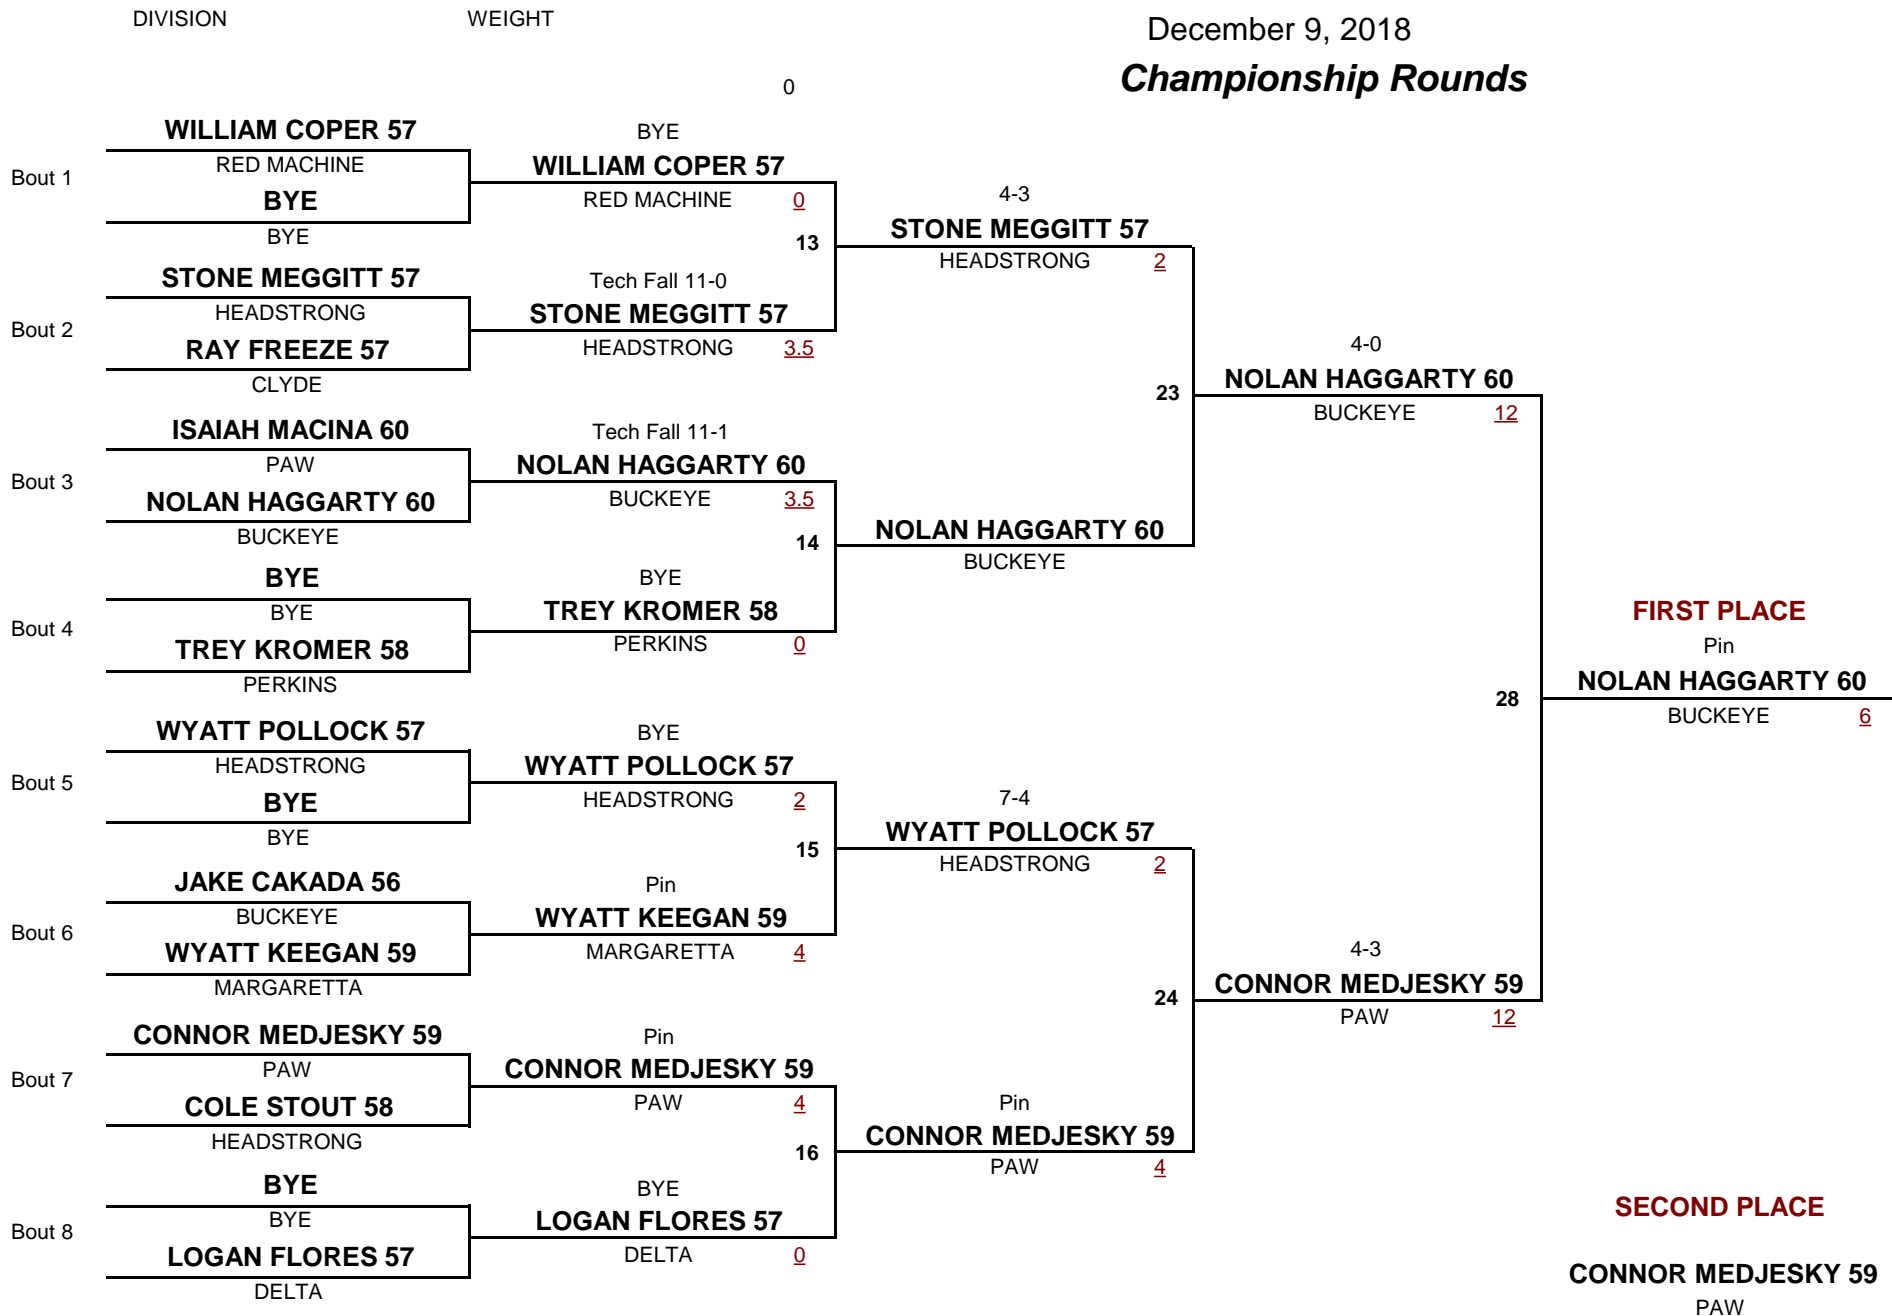 DIVISION
WEIGHT
December 9, 2018
Championship Rounds
0
WILLIAM COPER 57
Bout 1
RED MACHINE
BYE
BYE
STONE MEGGITT 57
HEADSTRONG
Bout 2
RAY FREEZE 57
CLYDE
ISAIAH MACINA 60
PAW
Bout 3
NOLAN HAGGARTY 60
BUCKEYE
BYE
BYE
Bout 4
TREY KROMER 58
PERKINS
WYATT POLLOCK 57
HEADSTRONG
Bout 5
BYE
BYE
JAKE CAKADA 56
BUCKEYE
Bout 6
WYATT KEEGAN 59
MARGARETTA
CONNOR MEDJESKY 59
PAW
Bout 7
COLE STOUT 58
HEADSTRONG
BYE
BYE
Bout 8
LOGAN FLORES 57
DELTA
BYE
WILLIAM COPER 57
RED MACHINE 0
13
Tech Fall 11-0
STONE MEGGITT 57
HEADSTRONG 3.5
Tech Fall 11-1
NOLAN HAGGARTY 60
BUCKEYE 3.5
14
BYE
TREY KROMER 58
PERKINS 0
BYE
WYATT POLLOCK 57
HEADSTRONG 2
15
Pin
WYATT KEEGAN 59
MARGARETTA 4
Pin
CONNOR MEDJESKY 59
PAW 4
16
BYE
LOGAN FLORES 57
DELTA 0
4-3
STONE MEGGITT 57
HEADSTRONG 2
23
NOLAN HAGGARTY 60
BUCKEYE
7-4
WYATT POLLOCK 57
HEADSTRONG 2
24
Pin
CONNOR MEDJESKY 59
PAW 4
4-0
NOLAN HAGGARTY 60
BUCKEYE 12
28
4-3
CONNOR MEDJESKY 59
PAW 12
FIRST PLACE
Pin
NOLAN HAGGARTY 60
BUCKEYE 6
SECOND PLACE
CONNOR MEDJESKY 59
PAW